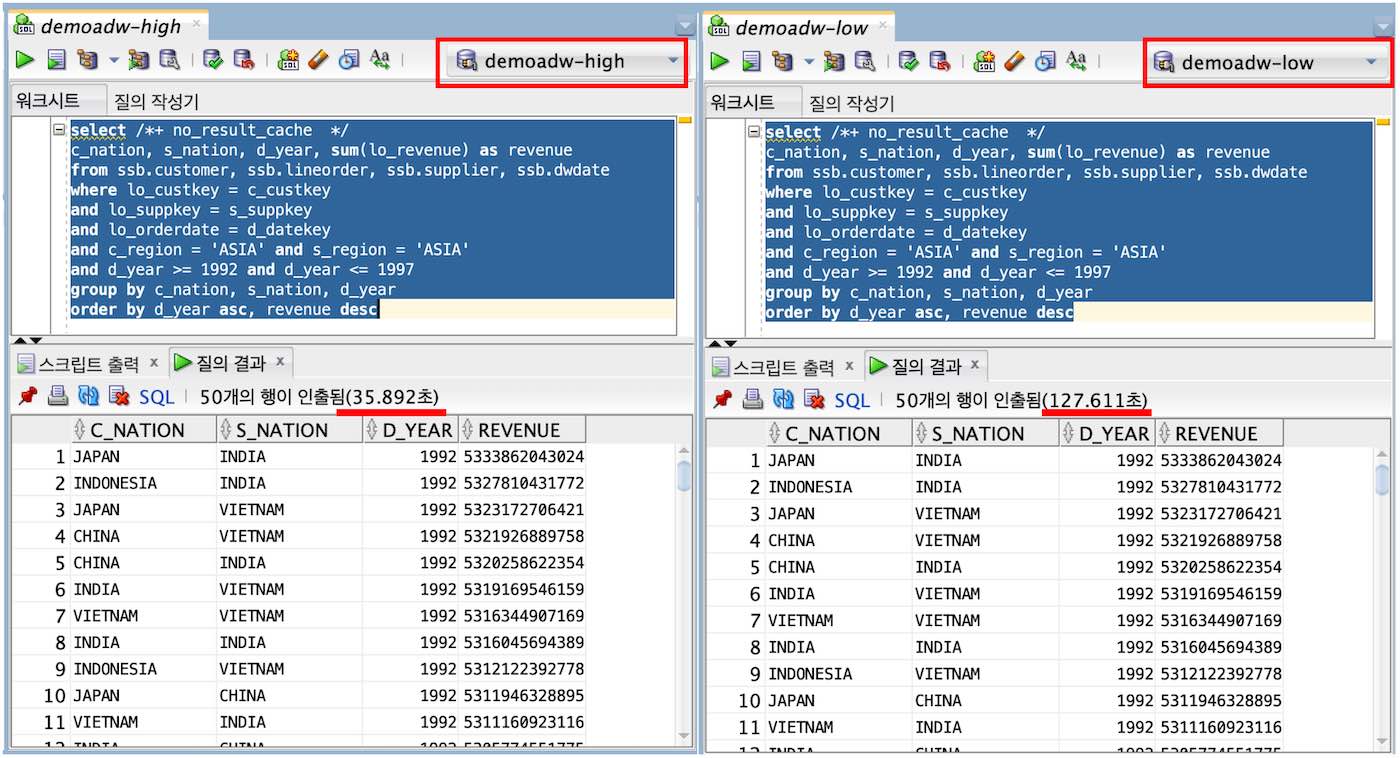 demoadw-high
demoadw-high
워크시트 질의 작성기
select /*+ no_result_cache */
c_nation, s_nation, d_year, sum(lo_revenue) as revenue
from ssb.customer, ssb.lineorder, ssb.supplier, ssb.dwdate
where lo_custkey = c_custkey
and lo_suppkey = s_suppkey
and lo_orderdate = d_datekey
and c_region = 'ASIA' and s_region = 'ASIA'
and d_year >= 1992 and d_year <= 1997
group by c_nation, s_nation, d_year
order by d_year asc, revenue desc
스크립트 출력 x 질의 결과 x
SQL 50개의 행이 인출됨(35.892초)
C_NATION S_NATION D_YEAR REVENUE
1 JAPAN INDIA 1992 5333862043024
2 INDONESIA INDIA 1992 5327810431772
3 JAPAN VIETNAM 1992 5323172706421
4 CHINA VIETNAM 1992 5321926889758
5 CHINA INDIA 1992 5320258622354
6 INDIA VIETNAM 1992 5319169546159
7 VIETNAM VIETNAM 1992 5316344907169
8 INDIA INDIA 1992 5316045694389
9 INDONESIA VIETNAM 1992 5312122392778
10 JAPAN CHINA 1992 5311946328895
11 VIETNAM INDIA 1992 5311160923116
12 INDIA CHINA 1992
demoadw-low
demoadw-low
워크시트 질의 작성기
select /*+ no_result_cache */
c_nation, s_nation, d_year, sum(lo_revenue) as revenue
from ssb.customer, ssb.lineorder, ssb.supplier, ssb.dwdate
where lo_custkey = c_custkey
and lo_suppkey = s_suppkey
and lo_orderdate = d_datekey
and c_region = 'ASIA' and s_region = 'ASIA'
and d_year >= 1992 and d_year <= 1997
group by c_nation, s_nation, d_year
order by d_year asc, revenue desc
스크립트 출력 x 질의 결과 x
SQL 50개의 행이 인출됨(127.611초)
C_NATION S_NATION D_YEAR REVENUE
1 JAPAN INDIA 1992 5333862043024
2 INDONESIA INDIA 1992 5327810431772
3 JAPAN VIETNAM 1992 5323172706421
4 CHINA VIETNAM 1992 5321926889758
5 CHINA INDIA 1992 5320258622354
6 INDIA VIETNAM 1992 5319169546159
7 VIETNAM VIETNAM 1992 5316344907169
8 INDIA INDIA 1992 5316045694389
9 INDONESIA VIETNAM 1992 5312122392778
10 JAPAN CHINA 1992 5311946328895
11 VIETNAM INDIA 1992 5311160923116
12 INDIA CHINA 1992